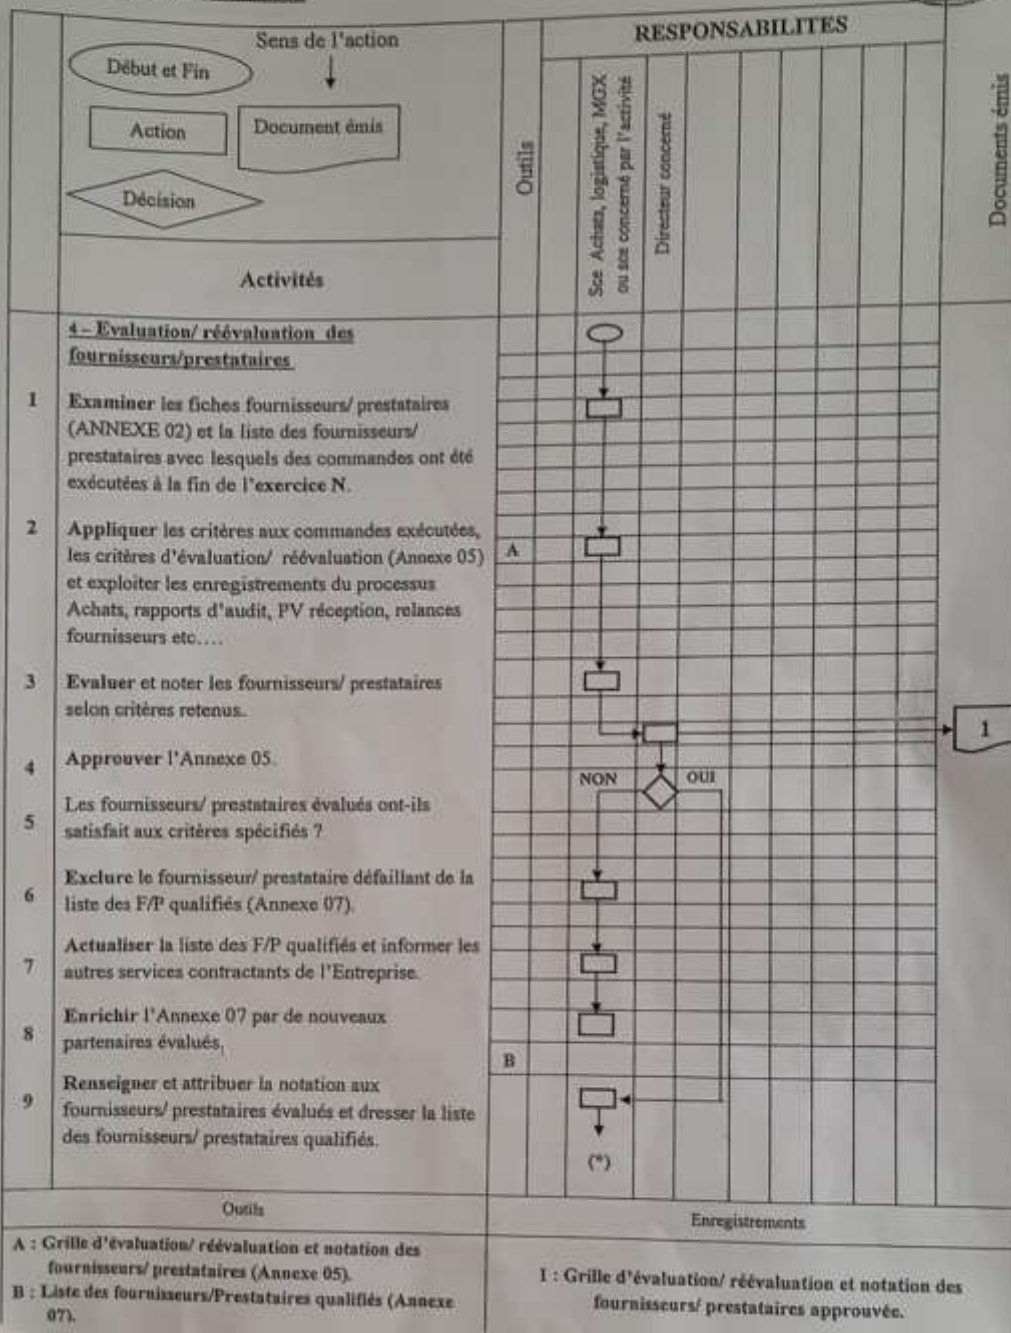 Sens de l'action
Début et Fin
Action
Document émis
Décision
Activités
Outils
RESPONSABILITES
Sce Achats, logistique, MGX
ou sce concerné par l'activité
Directeur concerné
Documents émis
4 – Evaluation/ réévaluation des
fournisseurs/prestataires
1 Examiner les fiches fournisseurs/ prestataires
(ANNEXE 02) et la liste des fournisseurs/
prestataires avec lesquels des commandes ont été
exécutées à la fin de l'exercice N.
2 Appliquer les critères aux commandes exécutées,
les critères d'évaluation/ réévaluation (Annexe 05)
et exploiter les enregistrements du processus
Achats, rapports d'audit, PV réception, relances
fournisseurs etc....
A
3 Evaluer et noter les fournisseurs/ prestataires
selon critères retenus.
1
4 Approuver l'Annexe 05.
NON OUI
5 Les fournisseurs/ prestataires évalués ont-ils
satisfait aux critères spécifiés ?
6 Exclure le fournisseur/ prestataire défaillant de la
liste des F/P qualifiés (Annexe 07).
7 Actualiser la liste des F/P qualifiés et informer les
autres services contractants de l'Entreprise.
8 Enrichir l'Annexe 07 par de nouveaux
partenaires évalués,
B
9 Renseigner et attribuer la notation aux
fournisseurs/ prestataires évalués et dresser la liste
des fournisseurs/ prestataires qualifiés.
(*)
Outils
A : Grille d'évaluation/ réévaluation et notation des
fournisseurs/ prestataires (Annexe 05).
B : Liste des fournisseurs/Prestataires qualifiés (Annexe
07).
Enregistrements
1 : Grille d'évaluation/ réévaluation et notation des
fournisseurs/ prestataires approuvée.